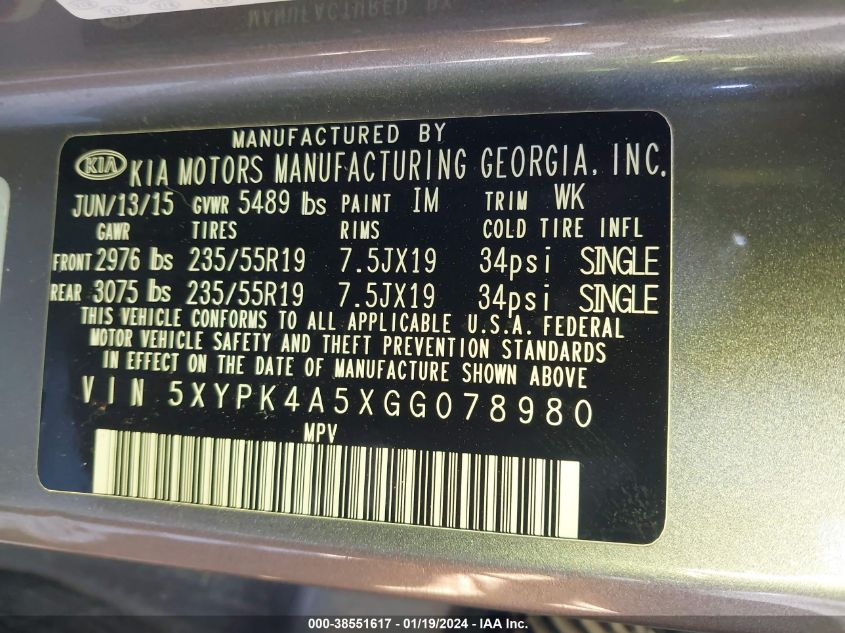 MANUFACTURED BY
KIA KIA MOTORS MANUFACTURING GEORGIA, INC.
JUN/13/15 GVWR 5489 lbs PAINT IM TRIM WK
GAWR TIRES RIMS COLD TIRE INFL
FRONT 2976 lbs 235/55R19 7.5JX19 34psi SINGLE
REAR 3075 lbs 235/55R19 7.5JX19 34psi SINGLE
THIS VEHICLE CONFORMS TO ALL APPLICABLE U.S.A. FEDERAL
MOTOR VEHICLE SAFETY AND THEFT PREVENTION STANDARDS
IN EFFECT ON THE DATE OF MANUFACTURE SHOWN ABOVE
VIN 5XYPK4A5XGG078980
MPV
000-38551617 - 01/19/2024 - IAA Inc.